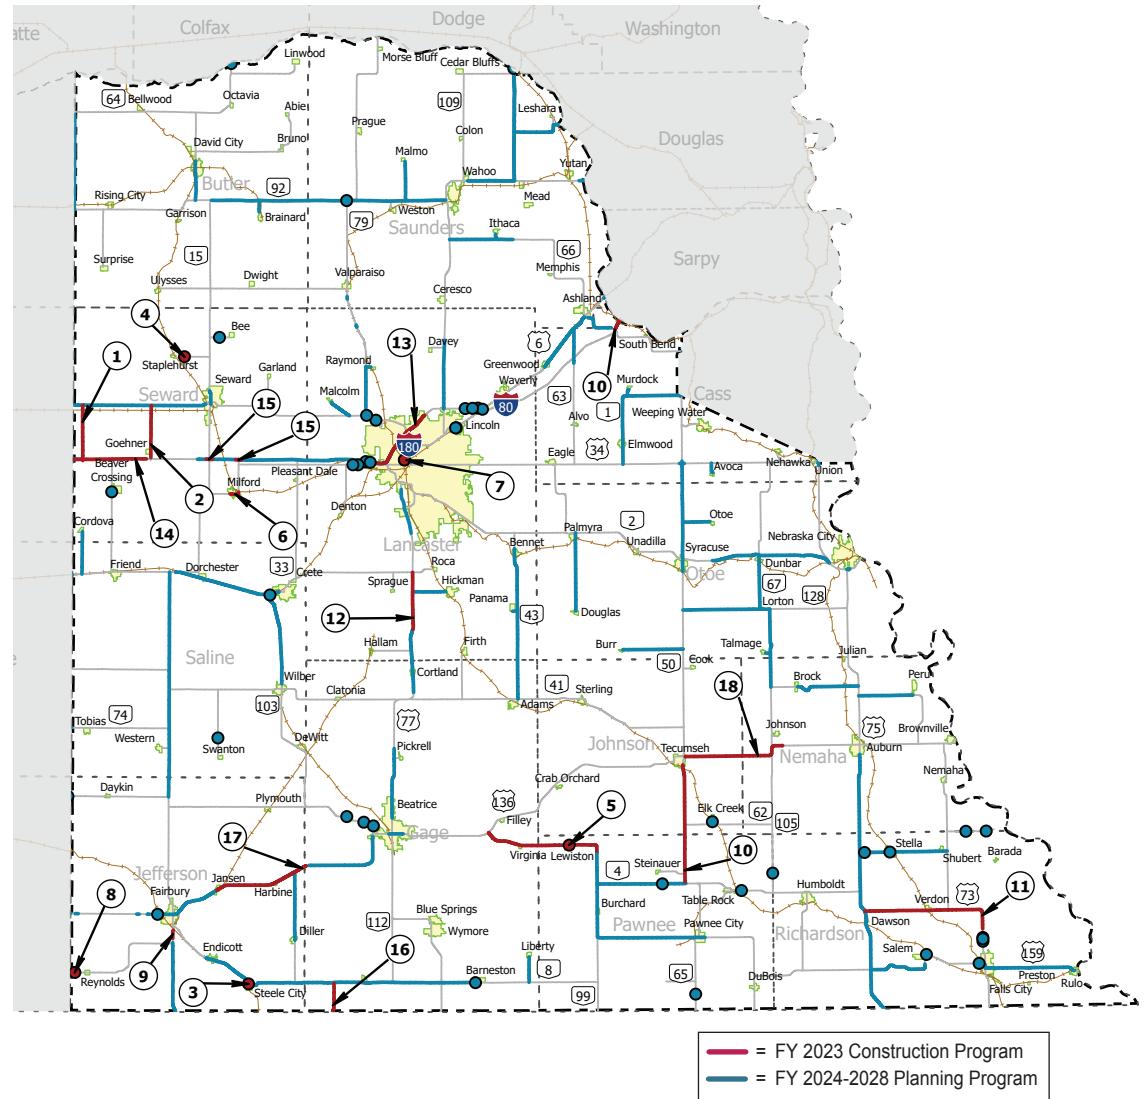 Dodge
Colfax
Washington
atte
Linwood
Morse Bluff
Cedar Bluffs
64
Bellwood
Octavia
Abie
109
Leshara
Prague
Colon
David City
Bruno
Douglas
Malmo
Yutan
Wahoo
Butler
92
Rising City
Mead
Garrison
Brainard
79
Weston
Saunders
Ithaca
15
66
Surprise
Sarpy
Memphis
Ulysses
Dwight
Valparaiso
Ceresco
Ashland
4
Bee
13
1
Staplehurst
Davey
6
South Bend
Raymond
Greenwood
Garland
10
Seward
Waverly
Murdock
Seward
Malcolm
15
63
Cass
80
1
Weeping Water
15
Alvo
Lincoln
Goehner
180
34
Elmwood
Beaver
Crossing
Pleasant Dale
Eagle
Avoca
Nehawka
Union
Milford
7
2
Denton
Cordova
14
6
Otoe
2
Palmyra
Nebraska City
Lancaster
Unadilla
Syracuse
Bennet
Friend
Dorchester
33
Roca
Dunbar
Otoe
Crete
Sprague
Hickman
67
128
Panama
Lorton
43
Douglas
12
Hallam
Firth
Burr
Talmage
Julian
Saline
50
Cook
Cortland
Wilber
Brock
Peru
Clatonia
41
Sterling
18
103
Adams
Tobias
74
77
Johnson
75
Brownville
Western
Swanton
DeWitt
Pickrell
Johnson
Tecumseh
Auburn
Nemaha
Nemaha
Crab Orchard
Daykin
Plymouth
Beatrice
136
5
Elk Creek
62
Filley
105
Gage
17
Stella
Virginia
Lewiston
Shubert
Barada
Steinauer
10
Jefferson
4
8
Jansen
Harbine
73
11
Fairbury
Burchard
Table Rock
Humboldt
Verdon
Blue Springs
112
Pawnee
Pawnee City
Dawson
Wymore
Richardson
Diller
16
Endicott
Liberty
Salem
159
Reynolds
9
3
Barneston
8
65
Preston
Steele City
DuBois
Falls City
Rulo
99
= FY 2023 Construction Program
= FY 2024-2028 Planning Program